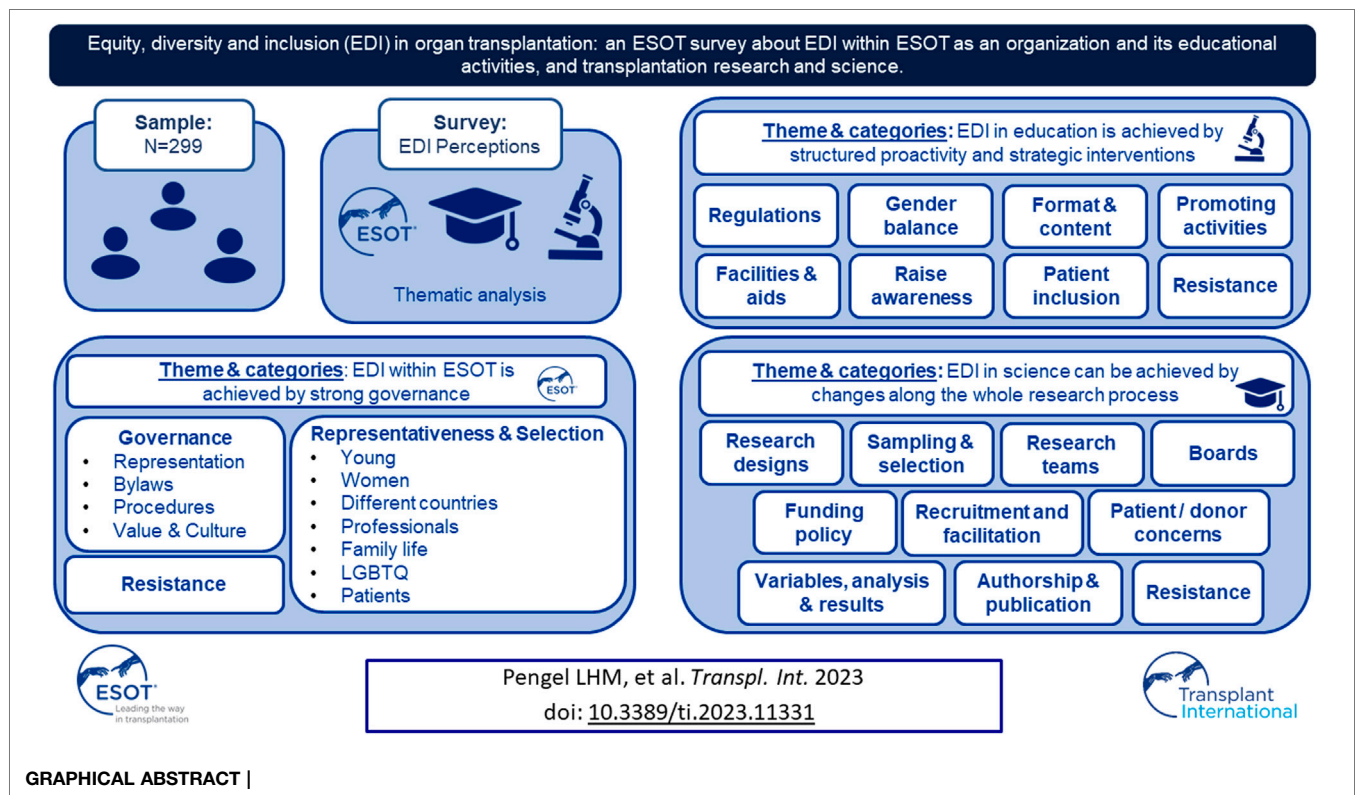 Equity, diversity and inclusion (EDI) in organ transplantation: an ESOT survey about EDI within ESOT as an organization and its educational
activities, and transplantation research and science.
Sample:
N=299
Survey:
EDI Perceptions
ESOT
Thematic analysis
Theme & categories: EDI in education is achieved by
structured proactivity and strategic interventions
Regulations
Gender
balance
Format &
content
Promoting
activities
Facilities &
aids
Raise
awareness
Patient
inclusion
Resistance
Theme & categories: EDI within ESOT is
achieved by strong governance
ESOT
Governance
• Representation
• Bylaws
• Procedures
• Value & Culture
Resistance
Representativeness & Selection
• Young
• Women
• Different countries
• Professionals
• Family life
• LGBTQ
• Patients
Theme & categories: EDI in science can be achieved by
changes along the whole research process
Research
designs
Sampling &
selection
Research
teams
Boards
Funding
policy
Recruitment and
facilitation
Patient / donor
concerns
Variables, analysis
& results
Authorship &
publication
Resistance
ESOT
Leading the way
in transplantation
Pengel LHM, et al. Transpl. Int. 2023
doi: 10.3389/ti.2023.11331
Transplant
International
GRAPHICAL ABSTRACT |